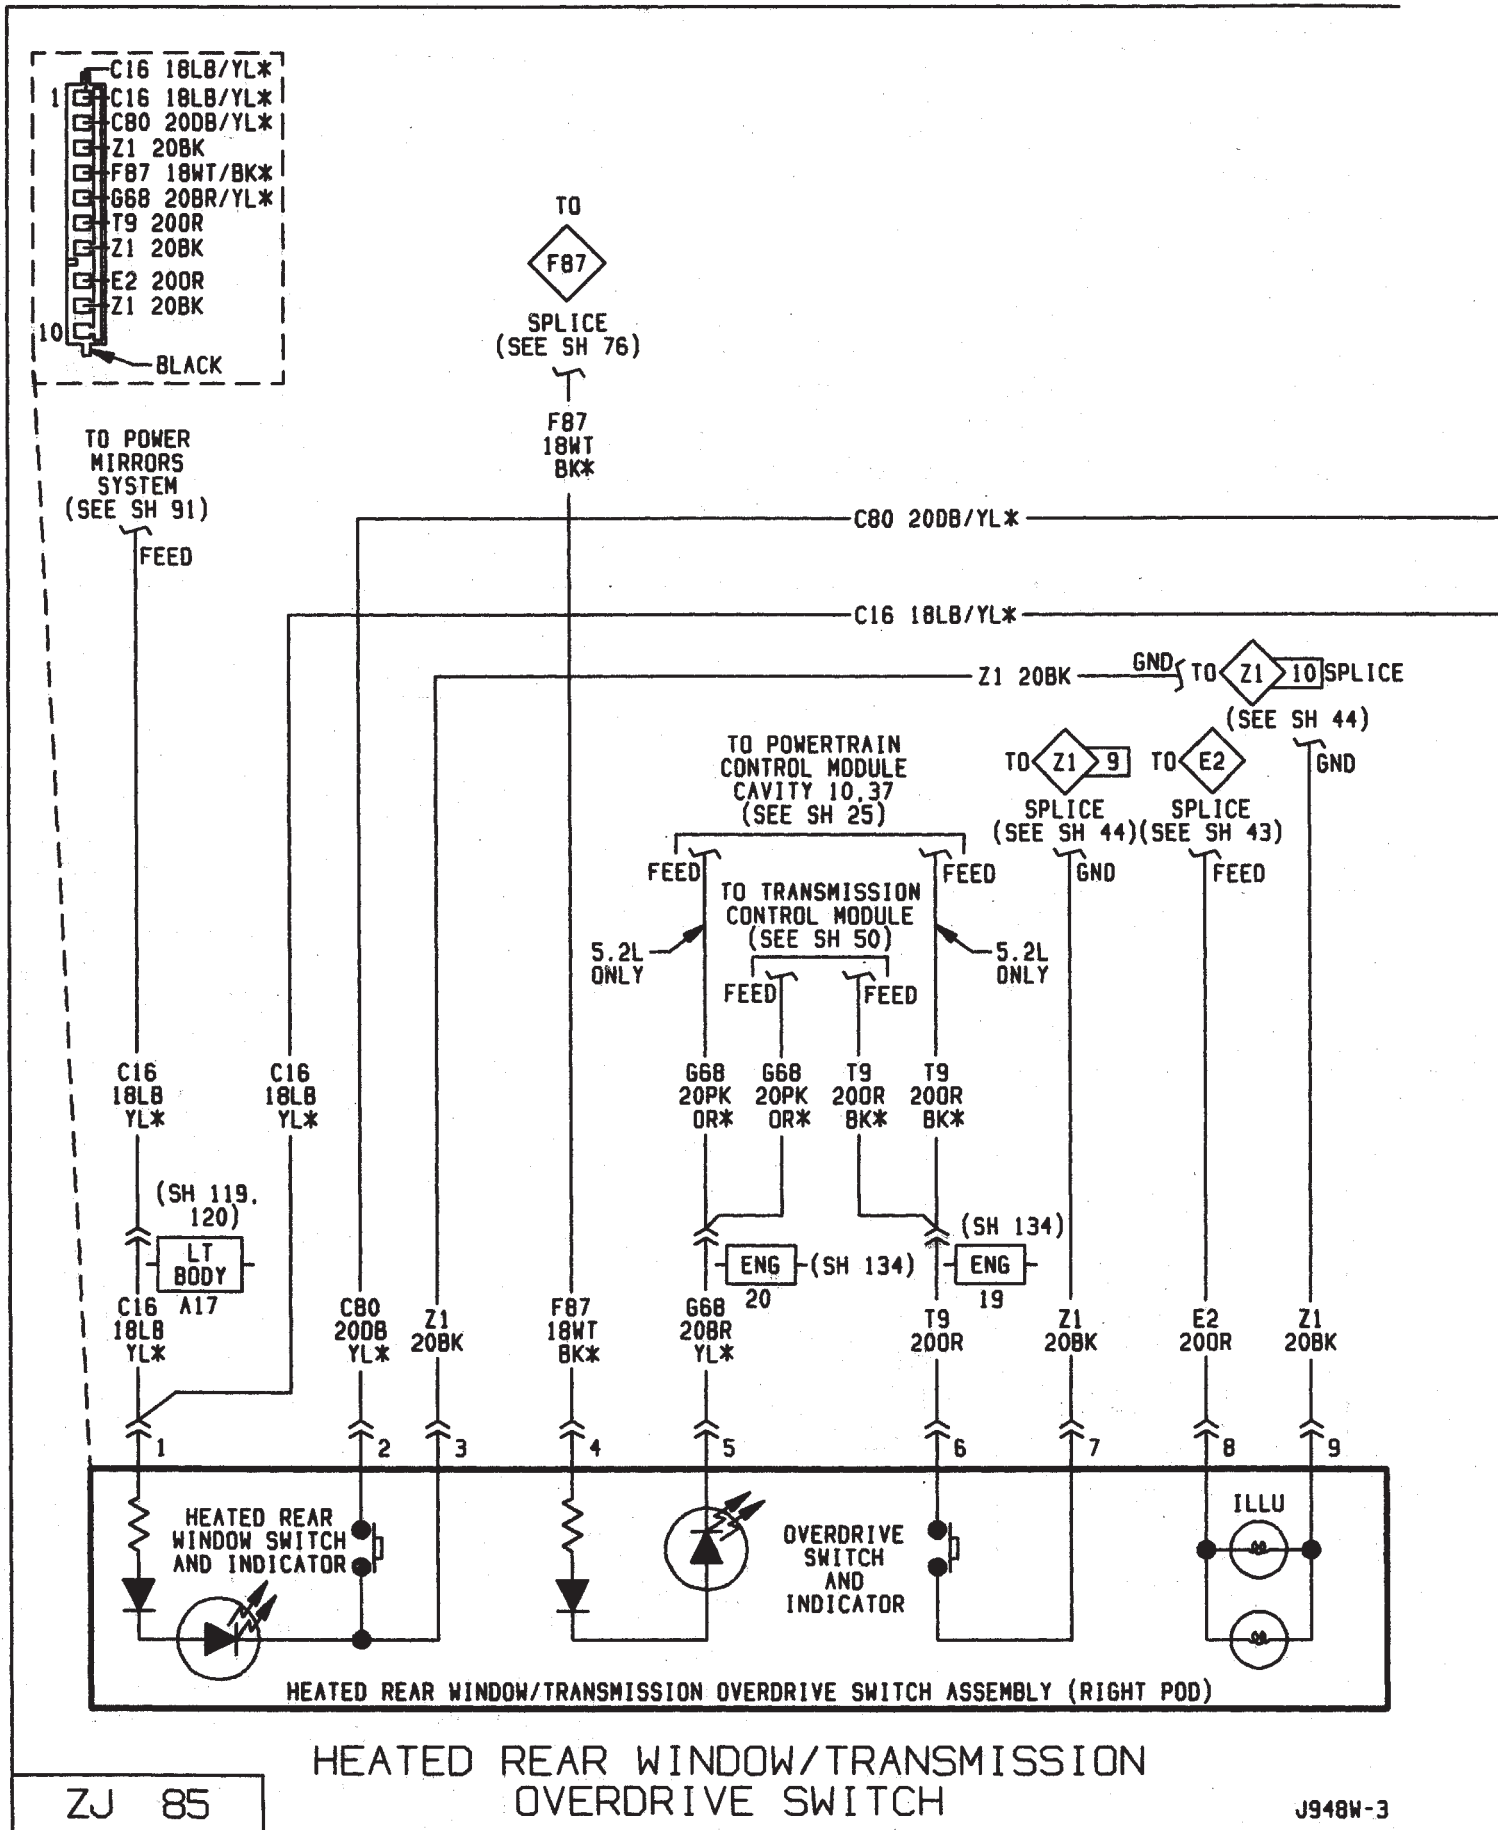 C16 18LB/YL*
1 C16 18LB/YL*
C80 20DB/YL*
Z1 20BK
F87 18WT/BK*
G68 20BR/YL*
T9 20OR
Z1 20BK
E2 20OR
Z1 20BK
10
BLACK
TO
F87
SPLICE
(SEE SH 76)
F87
18WT
BK*
TO POWER
MIRRORS
SYSTEM
(SEE SH 91)
FEED
C80 20DB/YL*
C16 18LB/YL*
Z1 20BK GND TO Z1 10 SPLICE
(SEE SH 44)
GND
TO POWERTRAIN
CONTROL MODULE
CAVITY 10,37
(SEE SH 25)
TO Z1 9
SPLICE
(SEE SH 44)
GND
TO E2
SPLICE
(SEE SH 43)
FEED
FEED FEED
TO TRANSMISSION
CONTROL MODULE
(SEE SH 50)
5.2L
ONLY
5.2L
ONLY
FEED FEED
C16
18LB
YL*
C16
18LB
YL*
G68
20PK
OR*
G68
20PK
OR*
T9
20OR
BK*
T9
20OR
BK*
(SH 119,
120)
LT
BODY
A17
ENG
20
(SH 134)
(SH 134)
ENG
19
C16
18LB
YL*
C80
20DB
YL*
Z1
20BK
F87
18WT
BK*
G68
20BR
YL*
T9
20OR
Z1
20BK
E2
20OR
Z1
20BK
1 2 3 4 5 6 7 8 9
HEATED REAR
WINDOW SWITCH
AND INDICATOR
OVERDRIVE
SWITCH
AND
INDICATOR
ILLU
HEATED REAR WINDOW/TRANSMISSION OVERDRIVE SWITCH ASSEMBLY (RIGHT POD)
HEATED REAR WINDOW/TRANSMISSION
OVERDRIVE SWITCH
ZJ 85
J948W-3